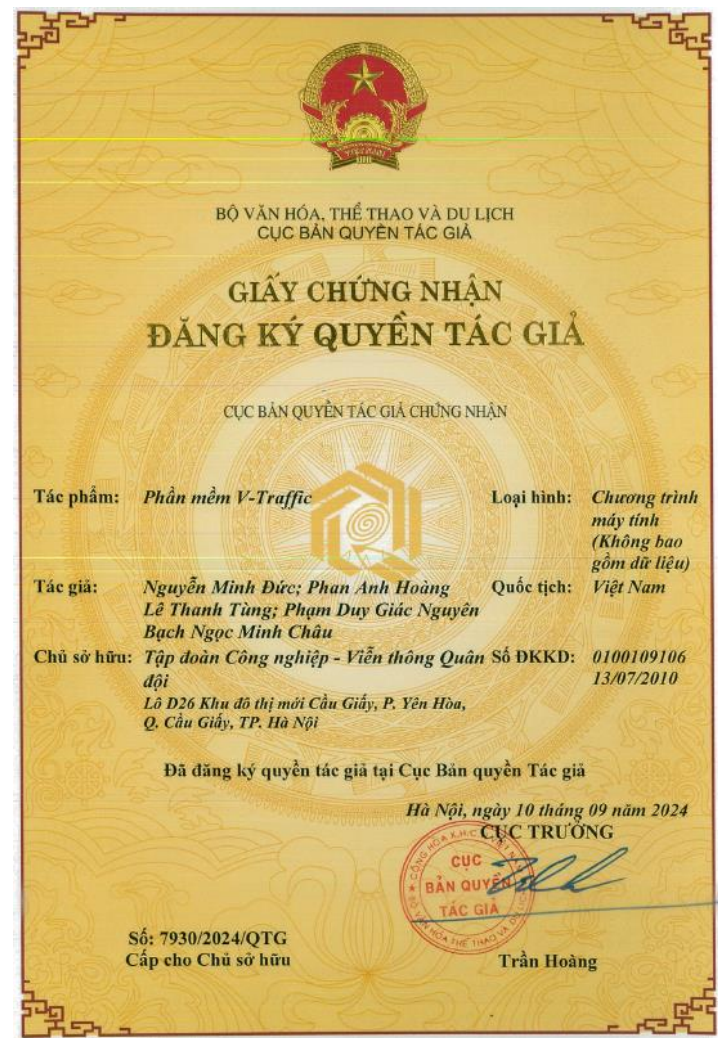 BỘ VĂN HÓA, THỂ THAO VÀ DU LỊCH
CỤC BẢN QUYỀN TÁC GIẢ
GIẤY CHỨNG NHẬN
ĐĂNG KÝ QUYỀN TÁC GIẢ
CỤC BẢN QUYỀN TÁC GIẢ CHỨNG NHẬN
Tác phẩm: Phần mềm V-Traffic Loại hình: Chương trình
máy tính
(Không bao
gồm dữ liệu)
Tác giả: Nguyễn Minh Đức; Phan Anh Hoàng Quốc tịch: Việt Nam
Lê Thanh Tùng; Phạm Duy Giác Nguyên
Bạch Ngọc Minh Châu
Chủ sở hữu: Tập đoàn Công nghiệp - Viễn thông Quân Số ĐKKD: 0100109106
đội 13/07/2010
Lô D26 Khu đô thị mới Cầu Giấy, P. Yên Hòa,
Q. Cầu Giấy, TP. Hà Nội
Đã đăng ký quyền tác giả tại Cục Bản quyền Tác giả
Hà Nội, ngày 10 tháng 09 năm 2024
CỤC TRƯỞNG
CỤC
BẢN QUYỀN
TÁC GIẢ
Số: 7930/2024/QTG
Cấp cho Chủ sở hữu
Trần Hoàng